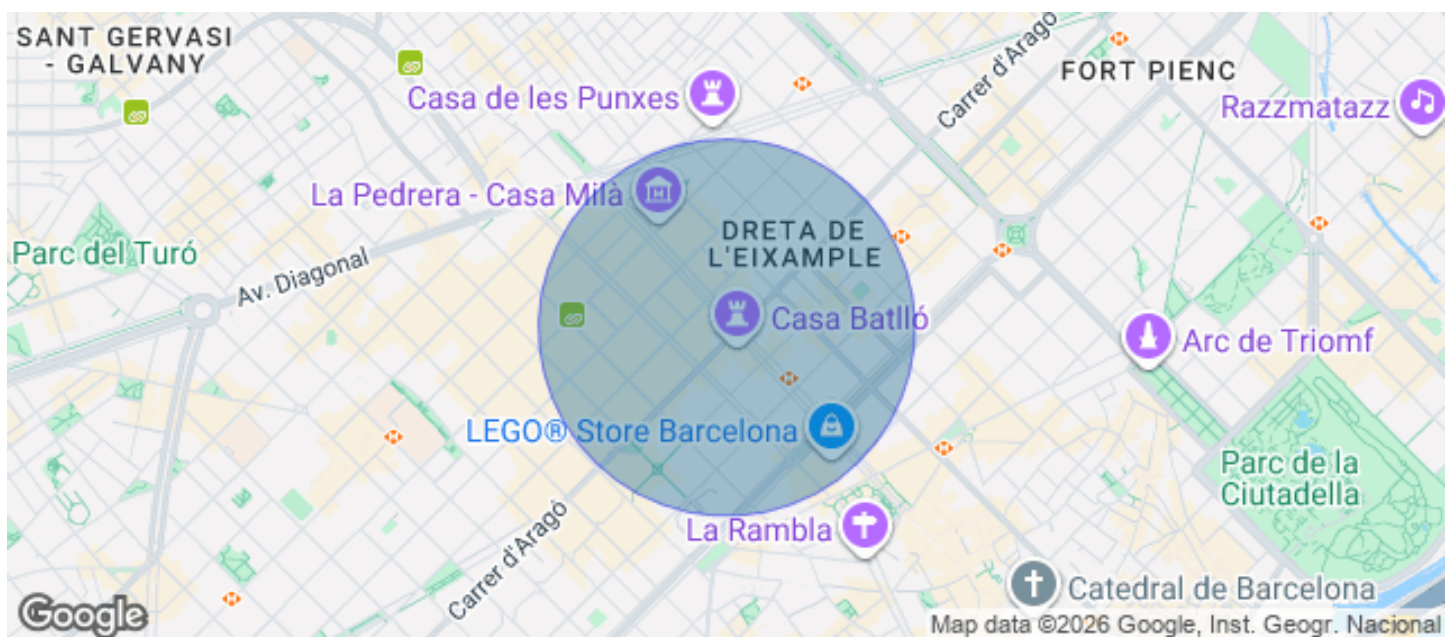 SANT GERVASI
- GALVANY
Casa de les Punxes
Carrer d'Aragó
FORT PIENC
Razzmatazz
La Pedrera - Casa Milà
DRETA DE
L'EIXAMPLE
Parc del Turó
Av. Diagonal
Casa Batlló
Arc de Triomf
LEGO® Store Barcelona
Parc de la
Ciutadella
Carrer d'Aragó
La Rambla
Catedral de Barcelona
Google
Map data ©2026 Google, Inst. Geogr. Nacional